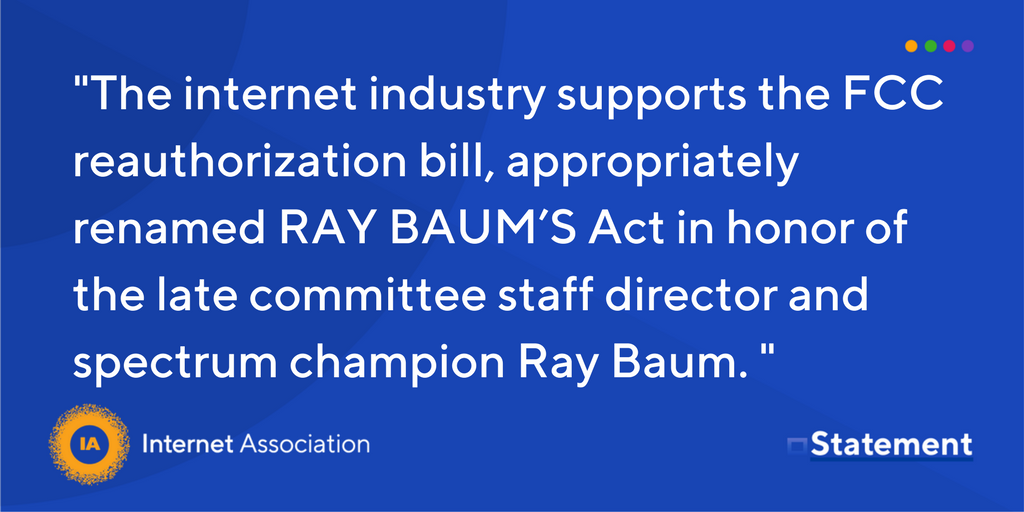 "The internet industry supports the FCC
reauthorization bill, appropriately
renamed RAY BAUM’S Act in honor of
the late committee staff director and
spectrum champion Ray Baum. "
IA
Internet Association
Statement